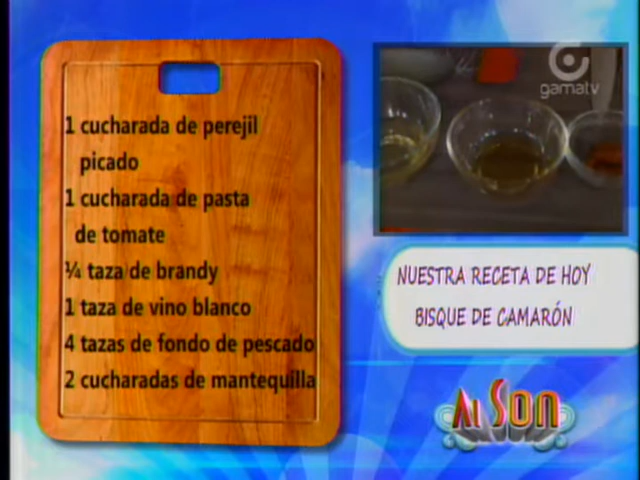 1 cucharada de perejil
picado
1 cucharada de pasta
de tomate
¼ taza de brandy
1 taza de vino blanco
4 tazas de fondo de pescado
2 cucharadas de mantequilla
gamatv
NUESTRA RECETA DE HOY
BISQUE DE CAMARÓN
Al SON